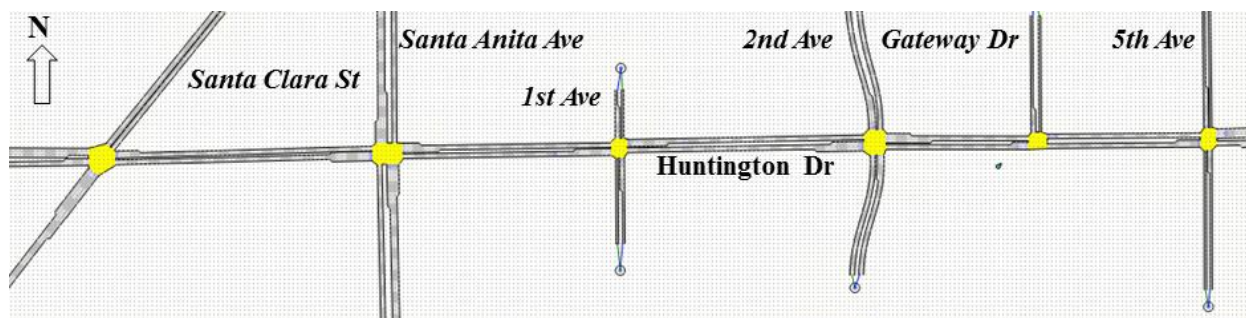 N
Santa Anita Ave
2nd Ave
Gateway Dr
5th Ave
Santa Clara St
1st Ave
Huntington Dr